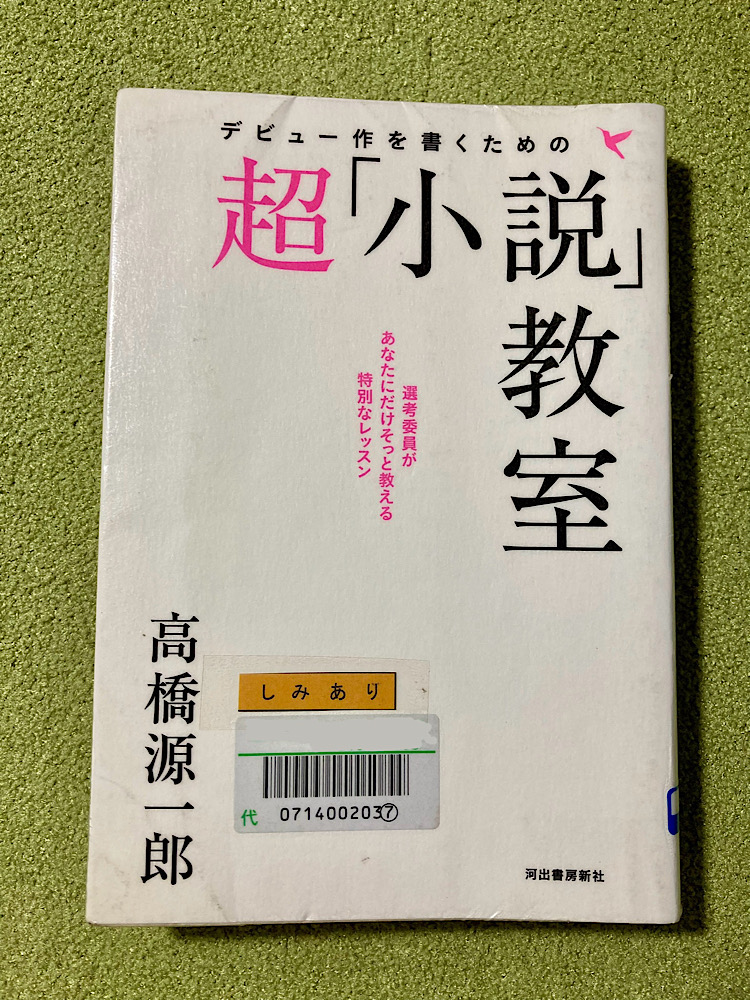 デビュー作を書くための
超「小説」
教室
選考委員が
あなたにだけそっと教える
特別なレッスン
高橋源一郎
しみあり
代 071400203⑦
河出書房新社